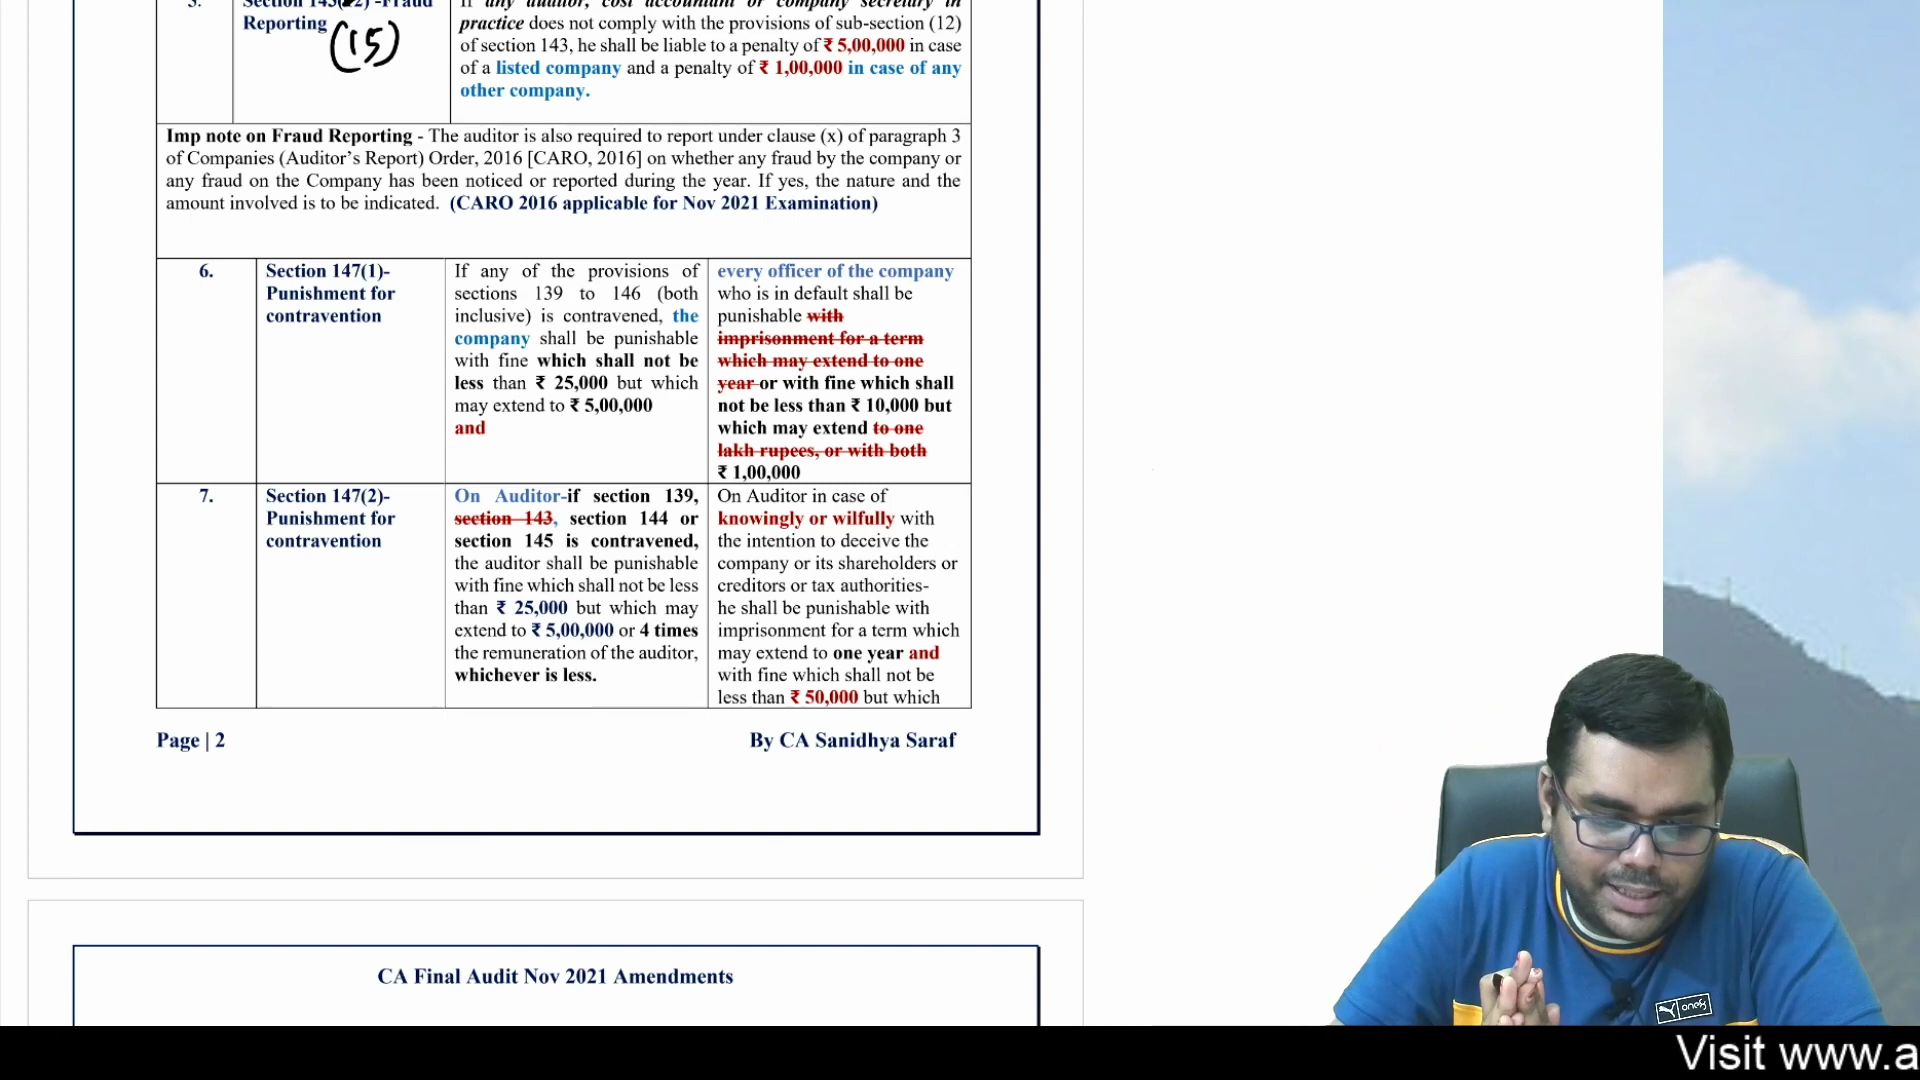 Reporting
(15)
practice does not comply with the provisions of sub-section (12)
of section 143, he shall be liable to a penalty of ₹ 5,00,000 in case
of a listed company and a penalty of ₹ 1,00,000 in case of any
other company.
Imp note on Fraud Reporting - The auditor is also required to report under clause (x) of paragraph 3
of Companies (Auditor’s Report) Order, 2016 [CARO, 2016] on whether any fraud by the company or
any fraud on the Company has been noticed or reported during the year. If yes, the nature and the
amount involved is to be indicated. (CARO 2016 applicable for Nov 2021 Examination)
6.
Section 147(1)-
Punishment for
contravention
If any of the provisions of
sections 139 to 146 (both
inclusive) is contravened, the
company shall be punishable
with fine which shall not be
less than ₹ 25,000 but which
may extend to ₹ 5,00,000
and
every officer of the company
who is in default shall be
punishable with
imprisonment for a term
which may extend to one
year or with fine which shall
not be less than ₹ 10,000 but
which may extend to one
lakh rupees, or with both
₹ 1,00,000
7.
Section 147(2)-
Punishment for
contravention
On Auditor-if section 139,
section 143, section 144 or
section 145 is contravened,
the auditor shall be punishable
with fine which shall not be less
than ₹ 25,000 but which may
extend to ₹ 5,00,000 or 4 times
the remuneration of the auditor,
whichever is less.
On Auditor in case of
knowingly or wilfully with
the intention to deceive the
company or its shareholders or
creditors or tax authorities-
he shall be punishable with
imprisonment for a term which
may extend to one year and
with fine which shall not be
less than ₹ 50,000 but which
Page | 2
By CA Sanidhya Saraf
CA Final Audit Nov 2021 Amendments
Visit www.a